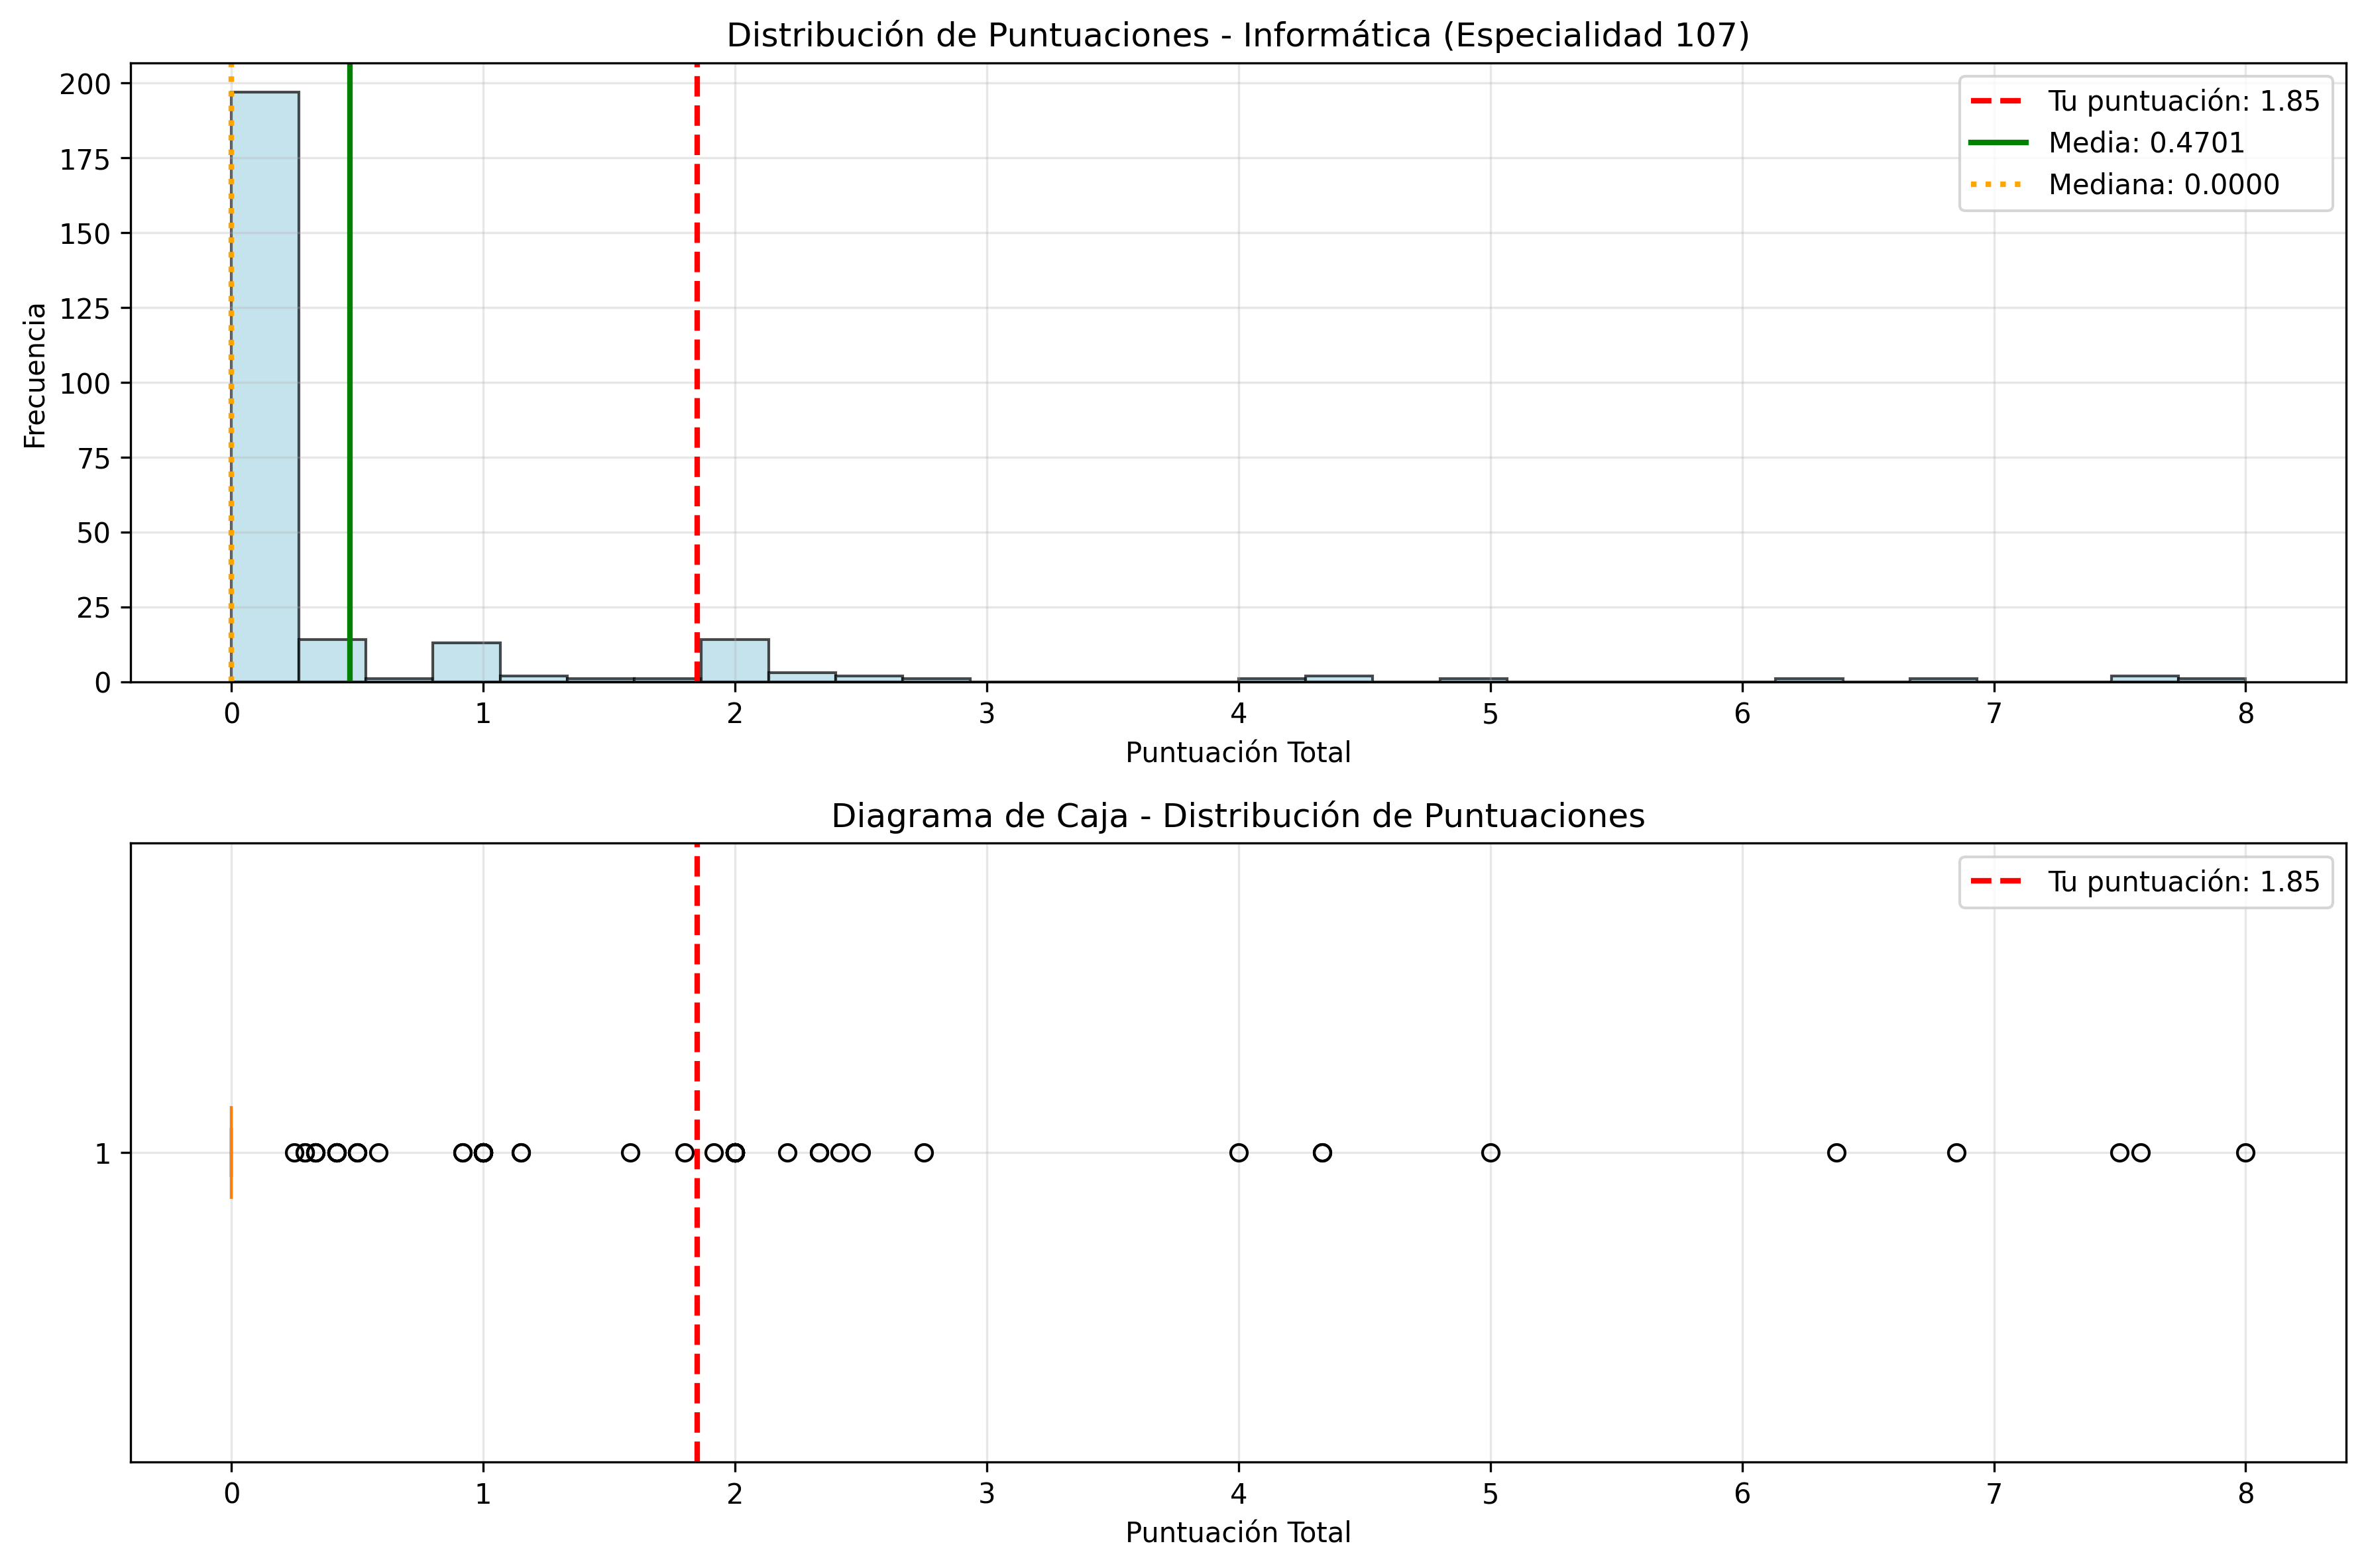 Distribución de Puntuaciones - Informática (Especialidad 107)
Tu puntuación: 1.85
Media: 0.4701
Mediana: 0.0000
Frecuencia
200
175
150
125
100
75
50
25
0
0 1 2 3 4 5 6 7 8
Puntuación Total
Diagrama de Caja - Distribución de Puntuaciones
Tu puntuación: 1.85
1
0 1 2 3 4 5 6 7 8
Puntuación Total